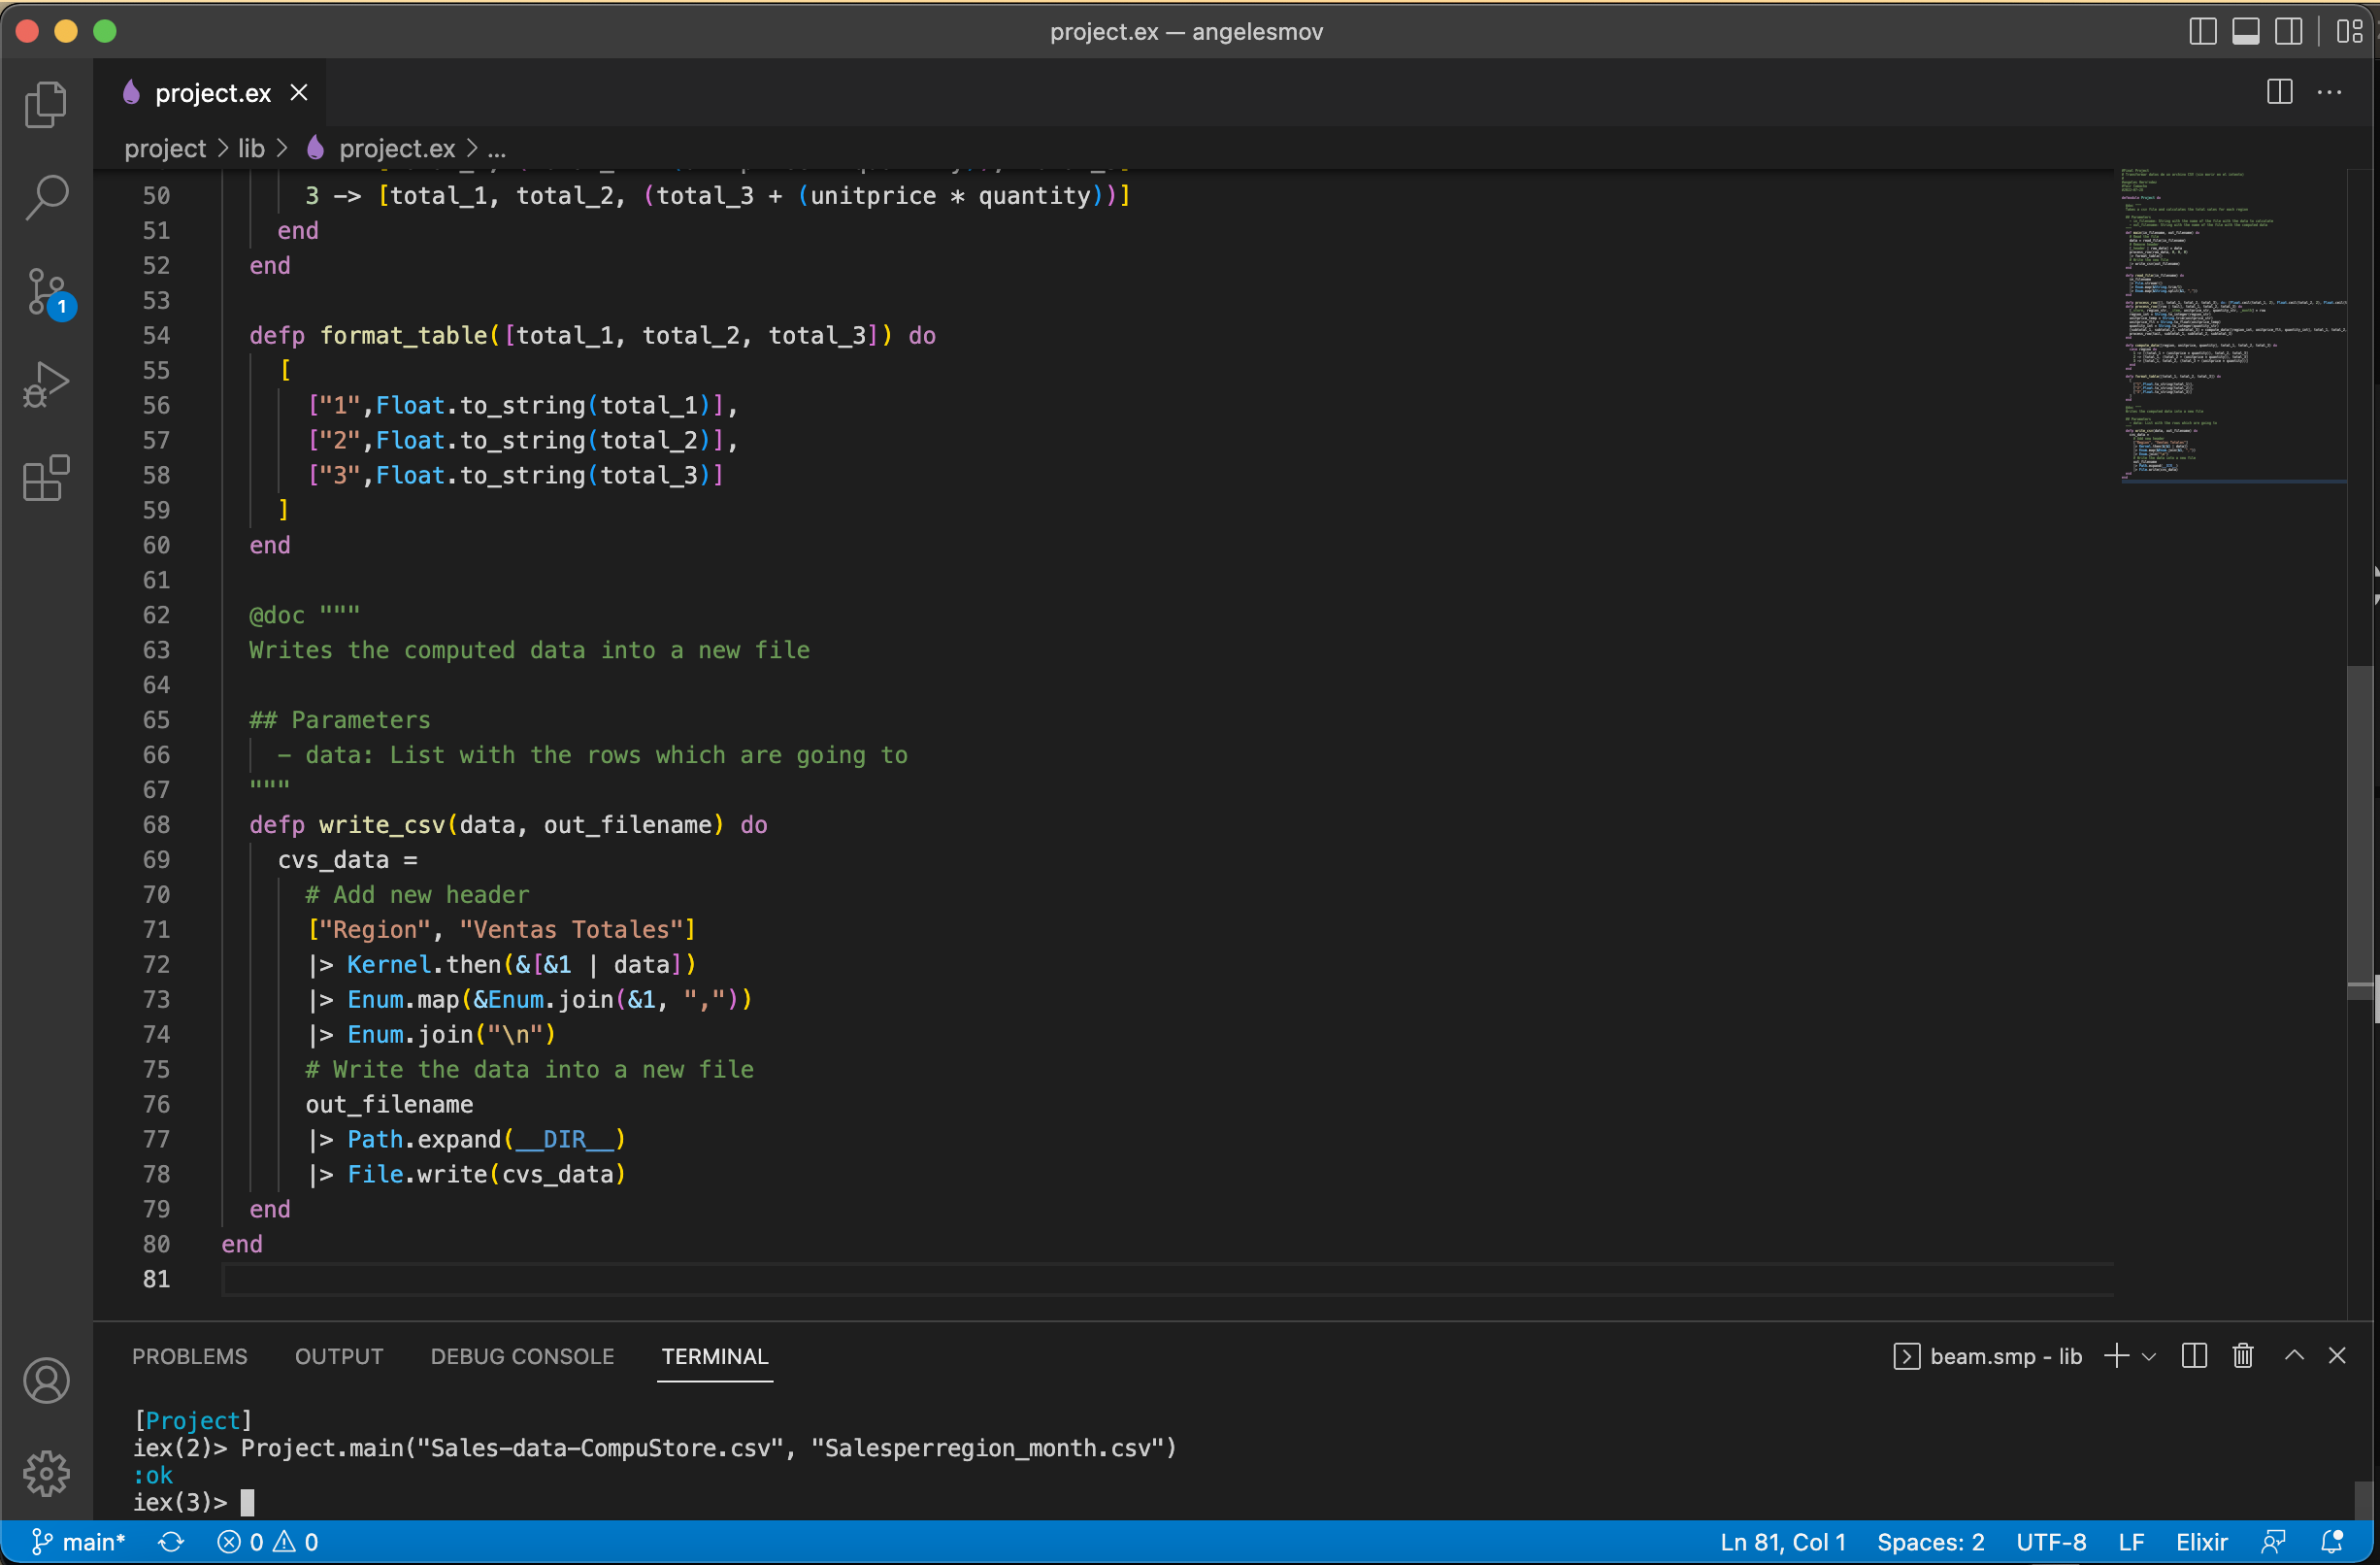 project.ex — angelesmov
project.ex
project > lib > project.ex > ...
50 3 -> [total_1, total_2, (total_3 + (unitprice * quantity))]
51 end
52 end
53
54 defp format_table([total_1, total_2, total_3]) do
55 [
56 ["1",Float.to_string(total_1)],
57 ["2",Float.to_string(total_2)],
58 ["3",Float.to_string(total_3)]
59 ]
60 end
61
62 @doc """
63 Writes the computed data into a new file
64
65 ## Parameters
66 - data: List with the rows which are going to
67 """
68 defp write_csv(data, out_filename) do
69 cvs_data =
70 # Add new header
71 ["Region", "Ventas Totales"]
72 |> Kernel.then(&[&1 | data])
73 |> Enum.map(&Enum.join(&1, ","))
74 |> Enum.join("\n")
75 # Write the data into a new file
76 out_filename
77 |> Path.expand(__DIR__)
78 |> File.write(cvs_data)
79 end
80 end
81
1
PROBLEMS OUTPUT DEBUG CONSOLE TERMINAL beam.smp - lib
[Project]
iex(2)> Project.main("Sales-data-CompuStore.csv", "Salesperregion_month.csv")
:ok
iex(3)>
main* 0 0 Ln 81, Col 1 Spaces: 2 UTF-8 LF Elixir